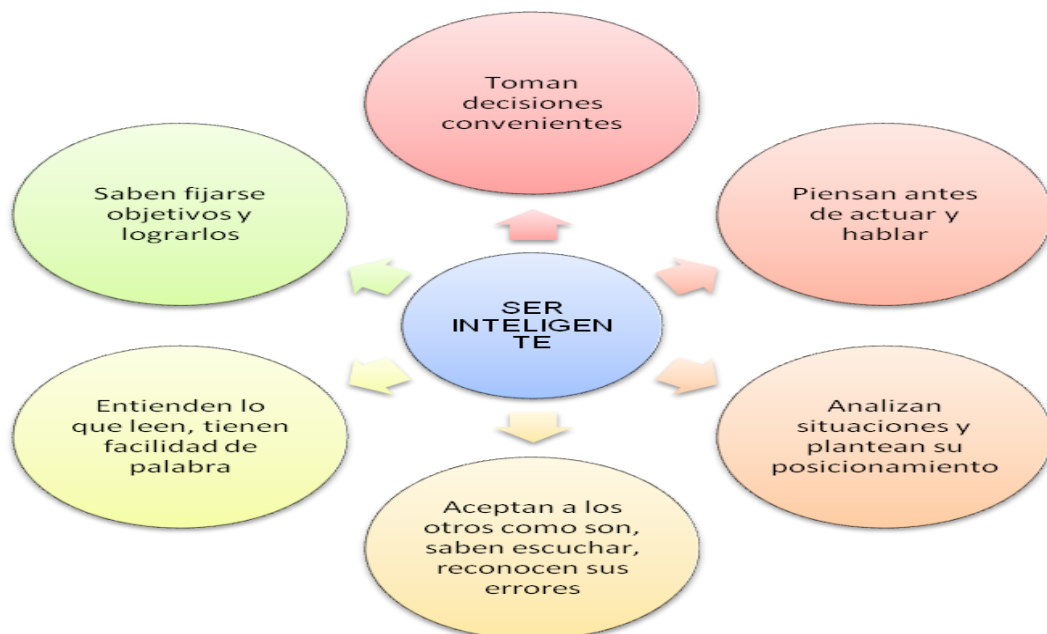 Toman
decisiones
convenientes
Saben fijarse
objetivos y
lograrlos
Piensan antes
de actuar y
hablar
SER
INTELIGEN
TE
Entienden lo
que leen, tienen
facilidad de
palabra
Analizan
situaciones y
plantean su
posicionamiento
Aceptan a los
otros como son,
saben escuchar,
reconocen sus
errores